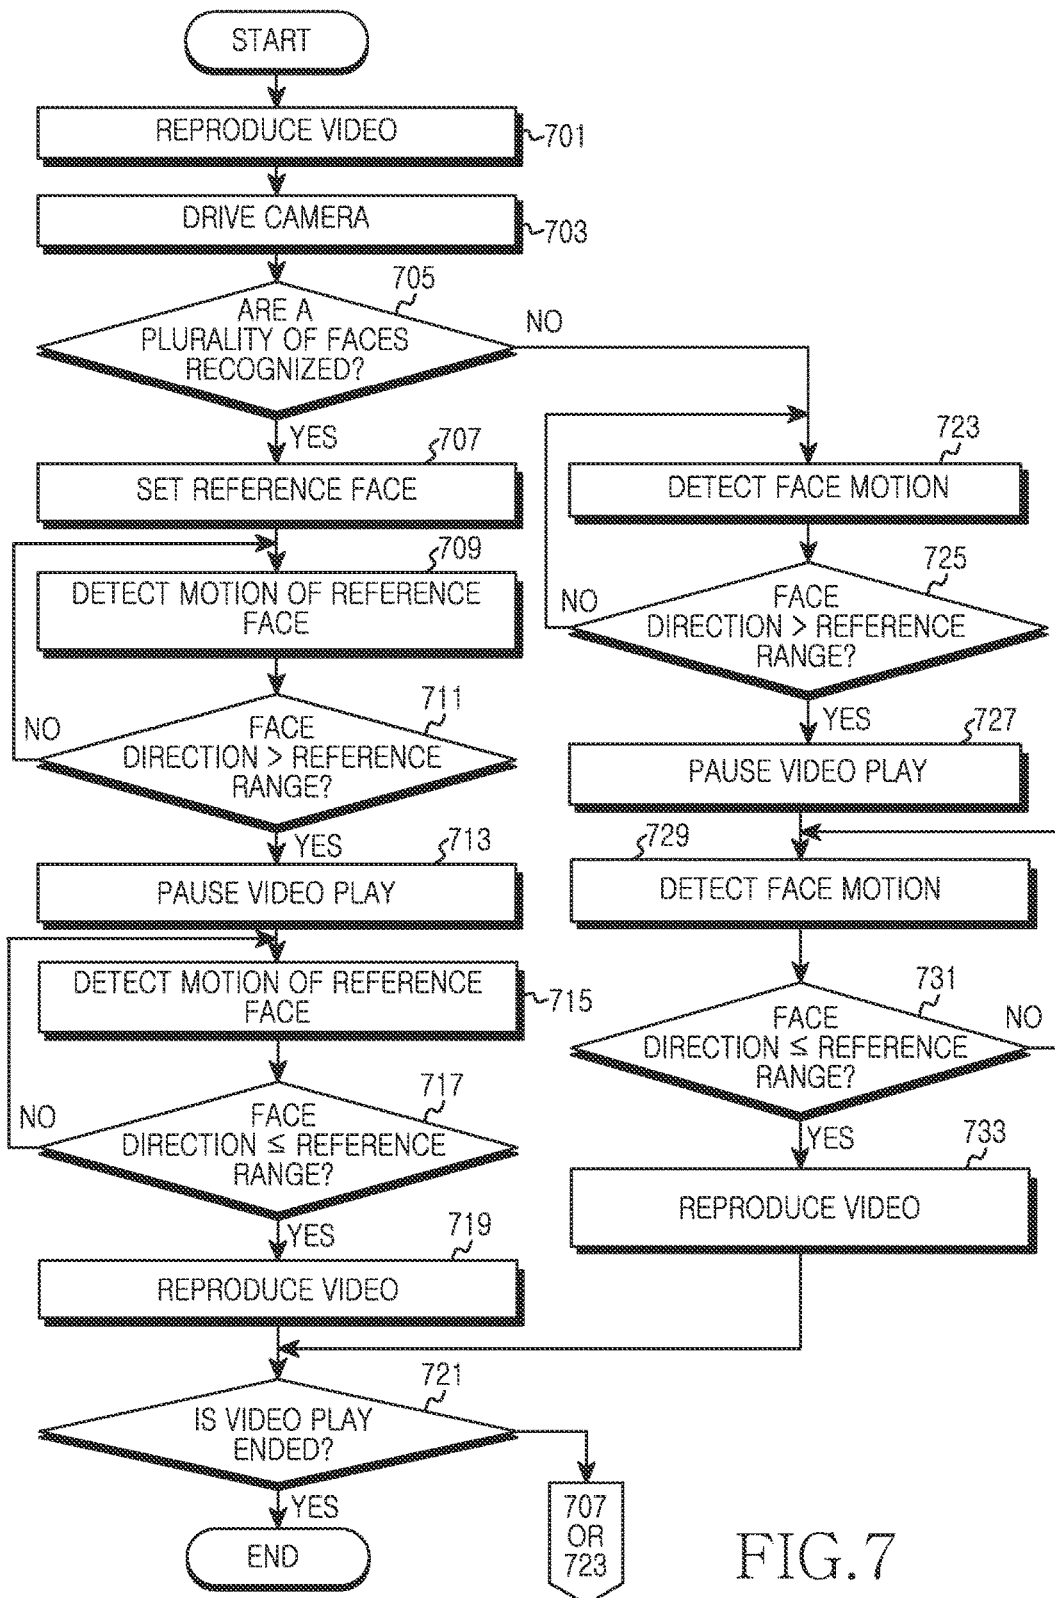 START
REPRODUCE VIDEO
701
DRIVE CAMERA
703
705
ARE A
PLURALITY OF FACES
RECOGNIZED?
NO
YES
707
SET REFERENCE FACE
709
DETECT MOTION OF REFERENCE
FACE
711
FACE
DIRECTION > REFERENCE
RANGE?
NO
YES
713
PAUSE VIDEO PLAY
DETECT MOTION OF REFERENCE
FACE
715
717
FACE
DIRECTION ≤ REFERENCE
RANGE?
NO
YES
719
REPRODUCE VIDEO
723
DETECT FACE MOTION
725
FACE
DIRECTION > REFERENCE
RANGE?
NO
YES
727
PAUSE VIDEO PLAY
729
DETECT FACE MOTION
731
FACE
DIRECTION ≤ REFERENCE
RANGE?
NO
YES
733
REPRODUCE VIDEO
721
IS VIDEO PLAY
ENDED?
YES
END
707
OR
723
FIG.7